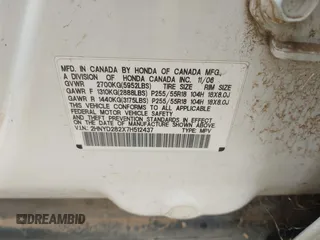 MFD. IN CANADA BY HONDA OF CANADA MFG.,
A DIVISION OF HONDA CANADA INC. 11/06
GVWR 2700KG(5952LBS) TIRE SIZE RIM SIZE
GAWR F 1310KG(2888LBS) P255/55R18 104H 18X8.0J
GAWR R 1440KG(3175LBS) P255/55R18 104H 18X8.0J
THIS VEHICLE CONFORMS TO ALL APPLICABLE
FEDERAL MOTOR VEHICLE SAFETY STANDARDS IN
EFFECT ON THE DATE OF MANUFACTURE SHOWN ABOVE.
V.I.N.: 2HNYD282X7H512437 TYPE: MPV
DREAMBID